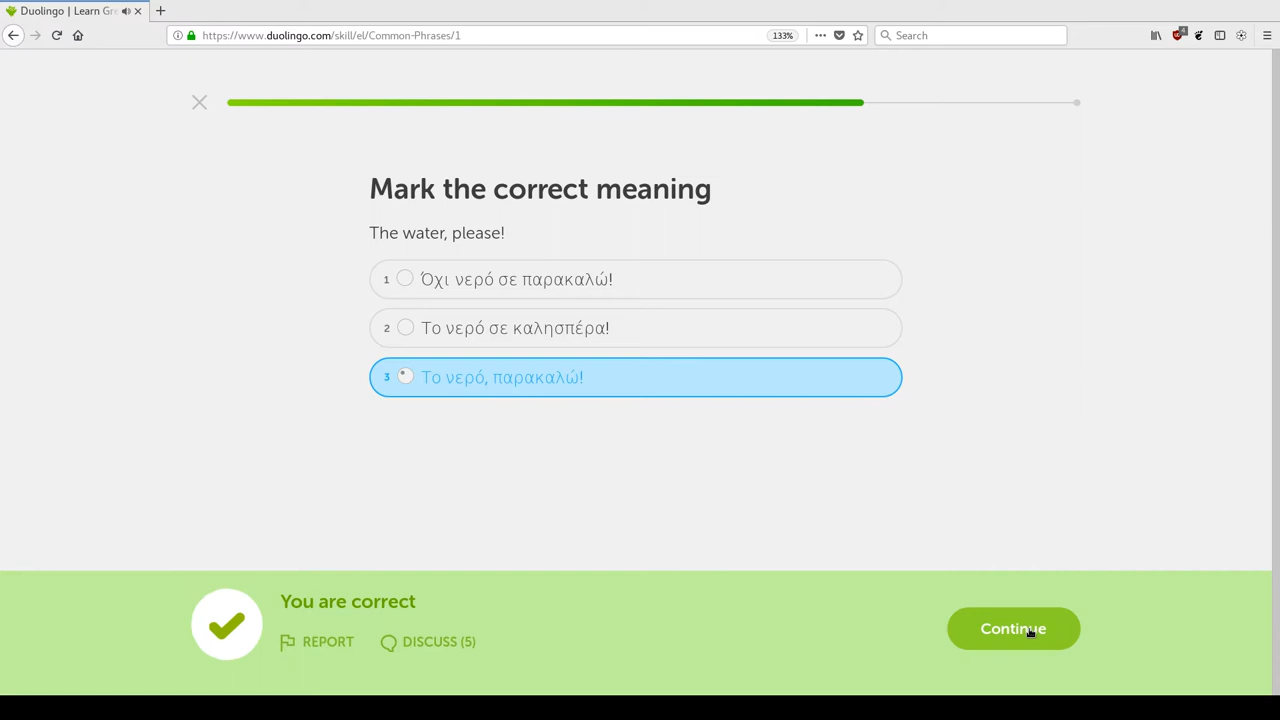 Duolingo | Learn Gre
https://www.duolingo.com/skill/el/Common-Phrases/1
133%
Search
4
Mark the correct meaning
The water, please!
1 Όχι νερό σε παρακαλώ!
2 Το νερό σε καλησπέρα!
3 Το νερό, παρακαλώ!
You are correct
REPORT DISCUSS (5)
Continue